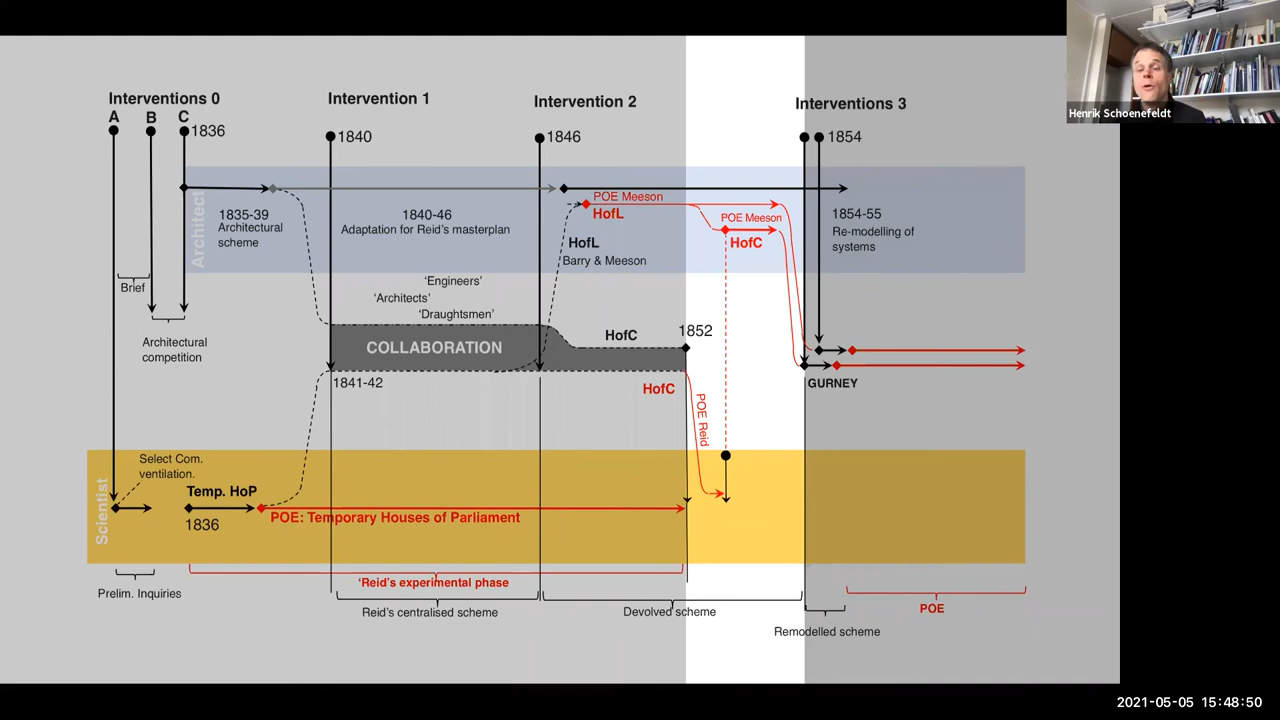 Henrik Schoenefeldt
Interventions 0
Intervention 1
Intervention 2
Interventions 3
A
B
C
1836
1840
1846
1854
Architect
1835-39
Architectural
scheme
1840-46
Adaptation for Reid's masterplan
POE Meeson
HofL
POE Meeson
HofC
1854-55
Re-modelling of
systems
HofL
Barry & Meeson
Brief
'Engineers'
'Architects'
'Draughtsmen'
Architectural
competition
COLLABORATION
HofC
1852
1841-42
HofC
GURNEY
POE Reid
Scientist
Select Com.
ventilation.
Temp. HoP
1836
POE: Temporary Houses of Parliament
Prelim. Inquiries
'Reid's experimental phase
Reid's centralised scheme
Devolved scheme
POE
Remodelled scheme
2021-05-05 15:48:50